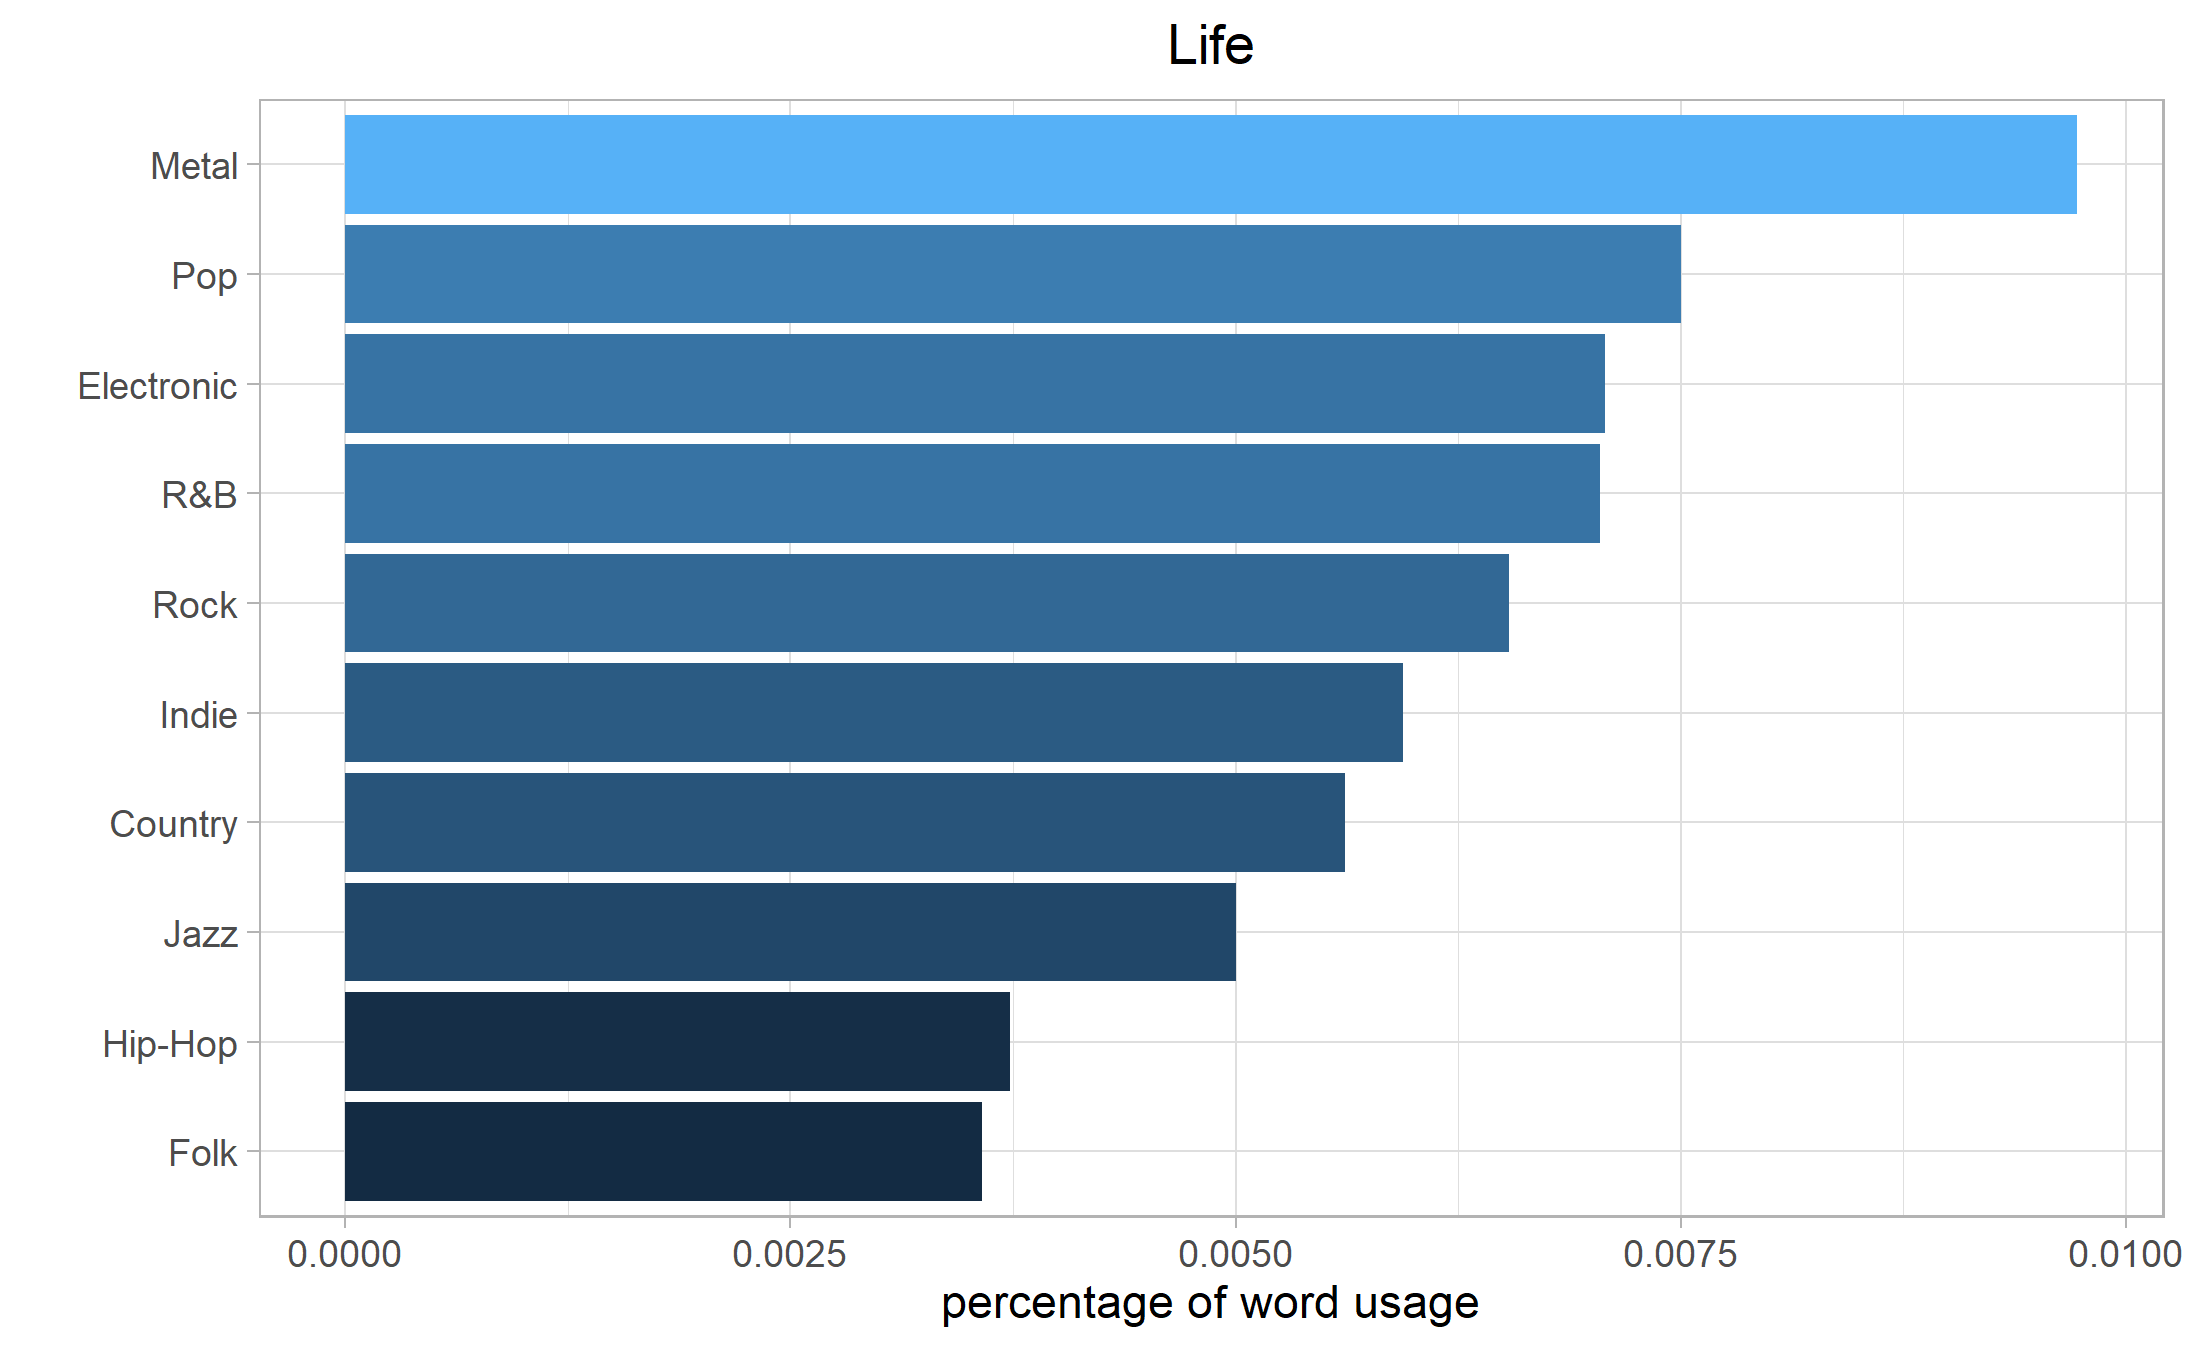 Life
Metal
Pop
Electronic
R&B
Rock
Indie
Country
Jazz
Hip-Hop
Folk
0.0000 0.0025 0.0050 0.0075 0.0100
percentage of word usage